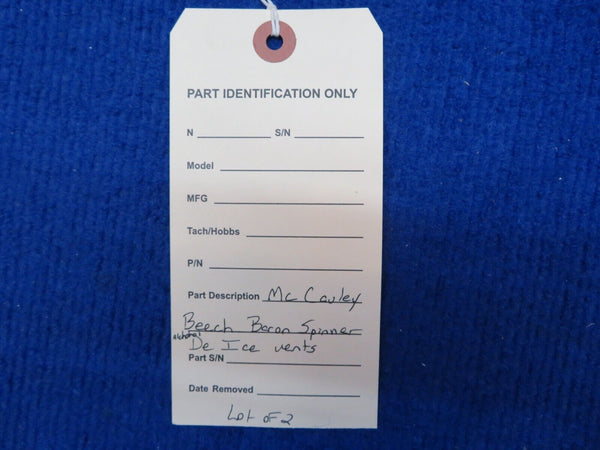 PART IDENTIFICATION ONLY
N S/N
Model
MFG
Tach/Hobbs
P/N
Part Description McCauley
Beech Baron Spinner
alchohol De Ice vents
Part S/N
Date Removed
Lot of 2